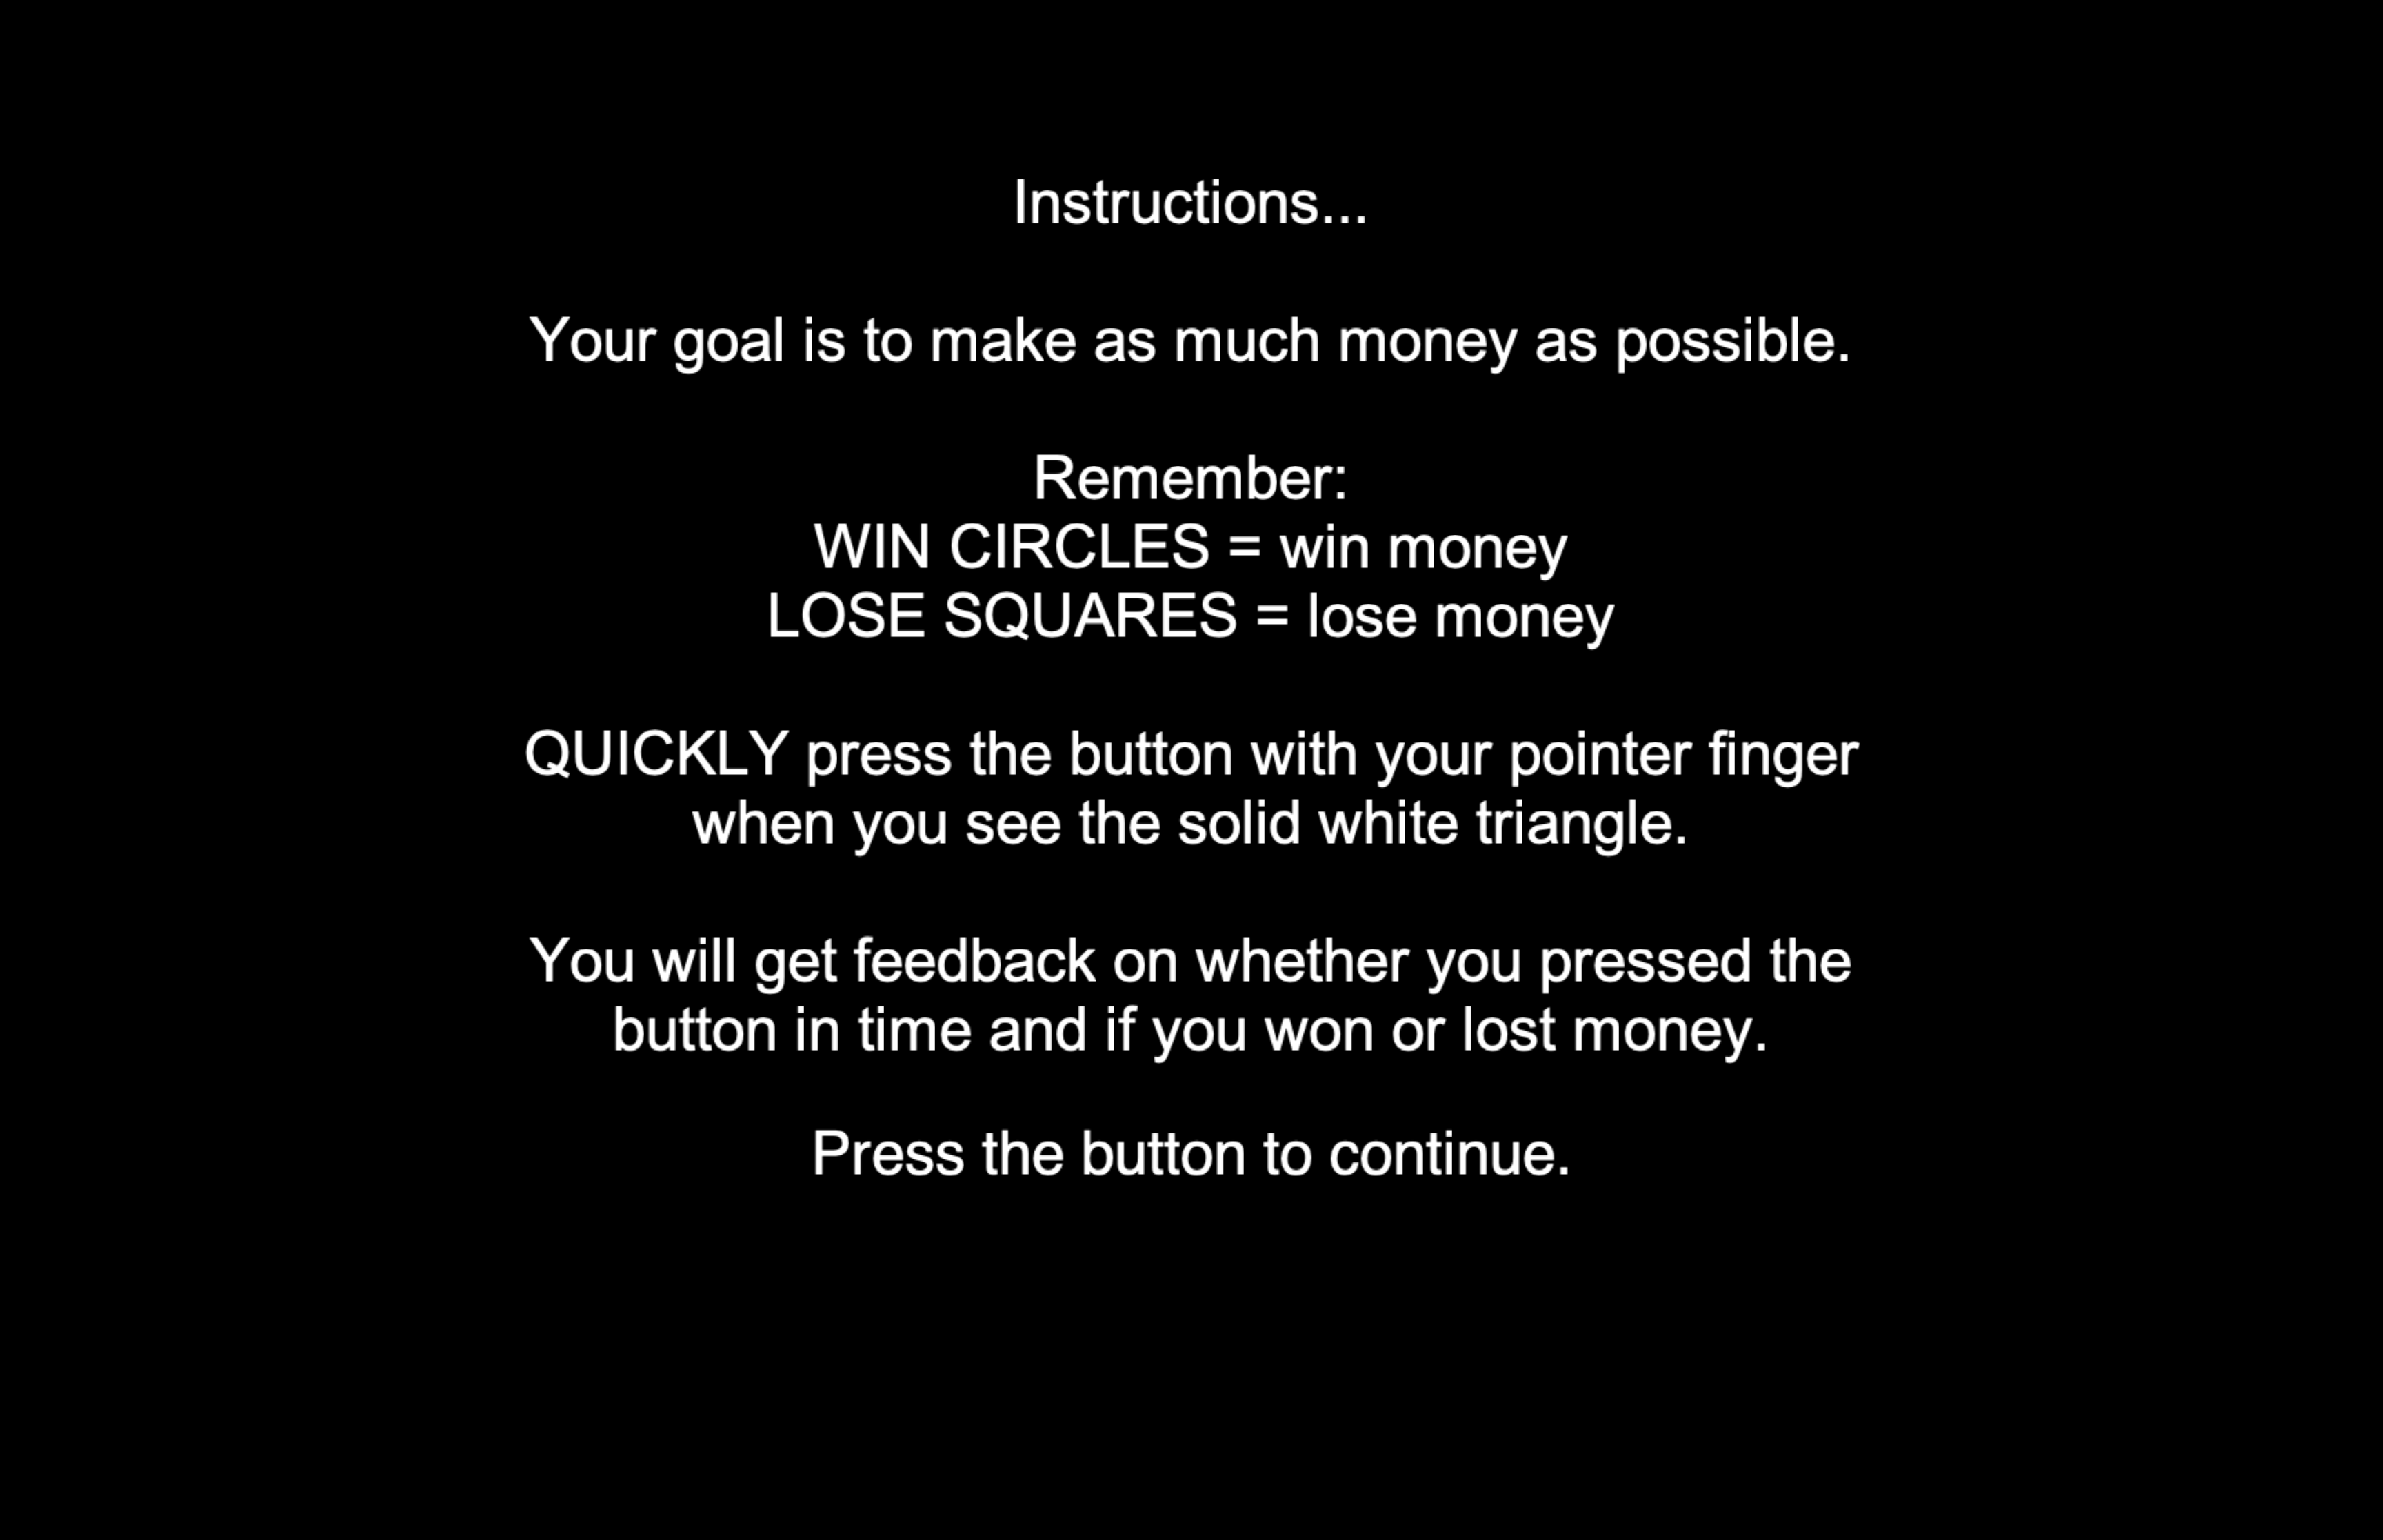 Instructions...
Your goal is to make as much money as possible.
Remember:
WIN CIRCLES = win money
LOSE SQUARES = lose money
QUICKLY press the button with your pointer finger
when you see the solid white triangle.
You will get feedback on whether you pressed the
button in time and if you won or lost money.
Press the button to continue.